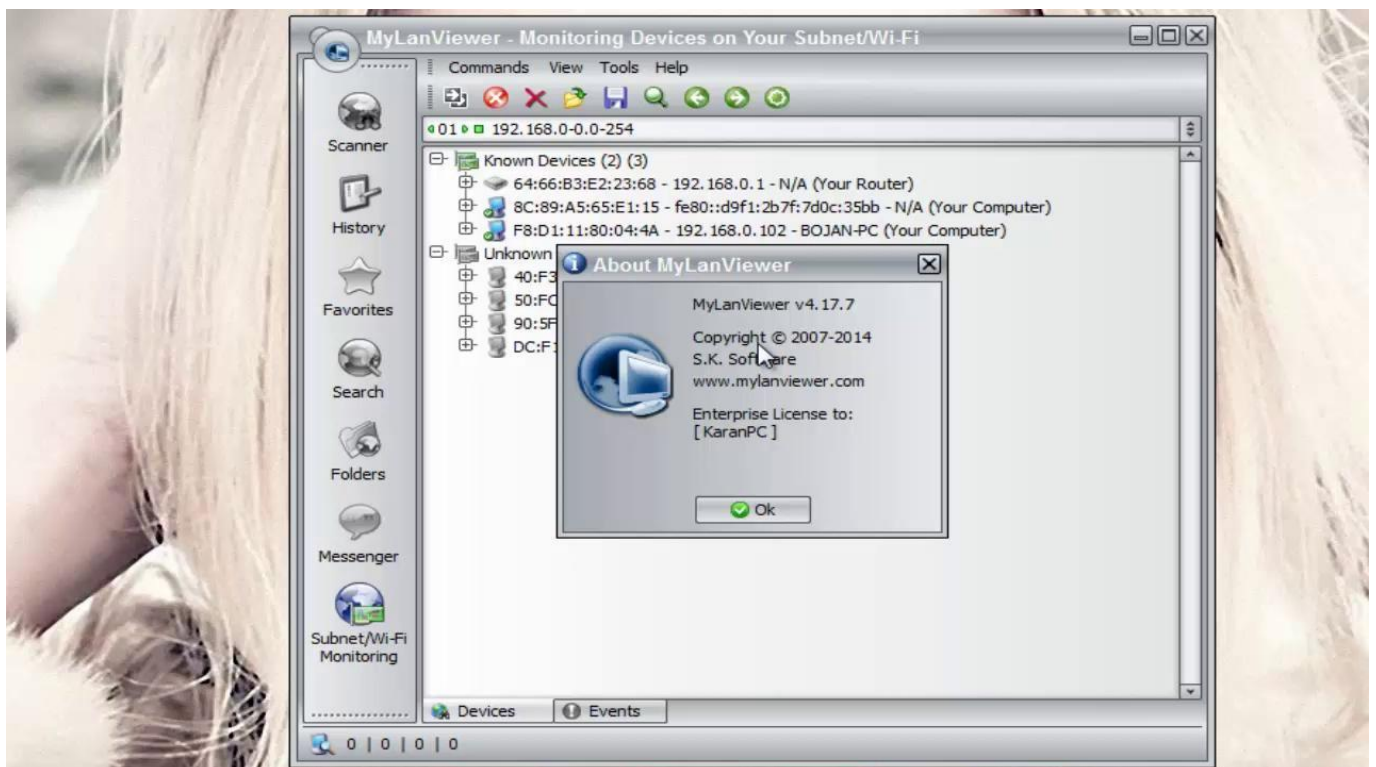 MyLanViewer - Monitoring Devices on Your Subnet/Wi-Fi
Commands View Tools Help
01 192.168.0-0.0-254
Scanner
History
Favorites
Search
Folders
Messenger
Subnet/Wi-Fi
Monitoring
Known Devices (2) (3)
64:66:B3:E2:23:68 - 192.168.0.1 - N/A (Your Router)
8C:89:A5:65:E1:15 - fe80::d9f1:2b7f:7d0c:35bb - N/A (Your Computer)
F8:D1:11:80:04:4A - 192.168.0.102 - BOJAN-PC (Your Computer)
Unknown
40:F3
50:FC
90:5F
DC:F1
About MyLanViewer
MyLanViewer v4.17.7
Copyright © 2007-2014
S.K. Software
www.mylanviewer.com
Enterprise License to:
[ KaranPC ]
Ok
Devices Events
0 | 0 | 0 | 0